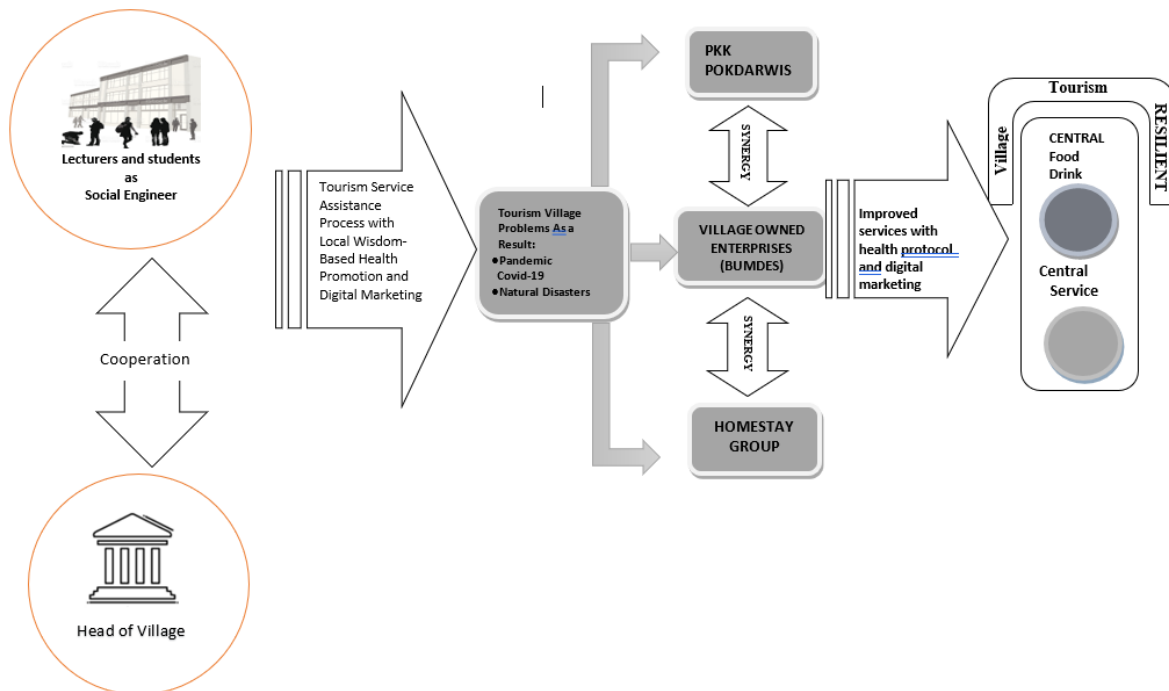 Lecturers and students
as
Social Engineer
Cooperation
Head of Village
Tourism Service
Assistance
Process with
Local Wisdom-
Based Health
Promotion and
Digital Marketing
Tourism Village
Problems As a
Result:
●Pandemic
Covid-19
●Natural Disasters
PKK
POKDARWIS
SYNERGY
VILLAGE OWNED
ENTERPRISES
(BUMDES)
SYNERGY
HOMESTAY
GROUP
Improved
services with
health protocol
and digital
marketing
Village
Tourism
RESILIENT
CENTRAL
Food
Drink
Central
Service